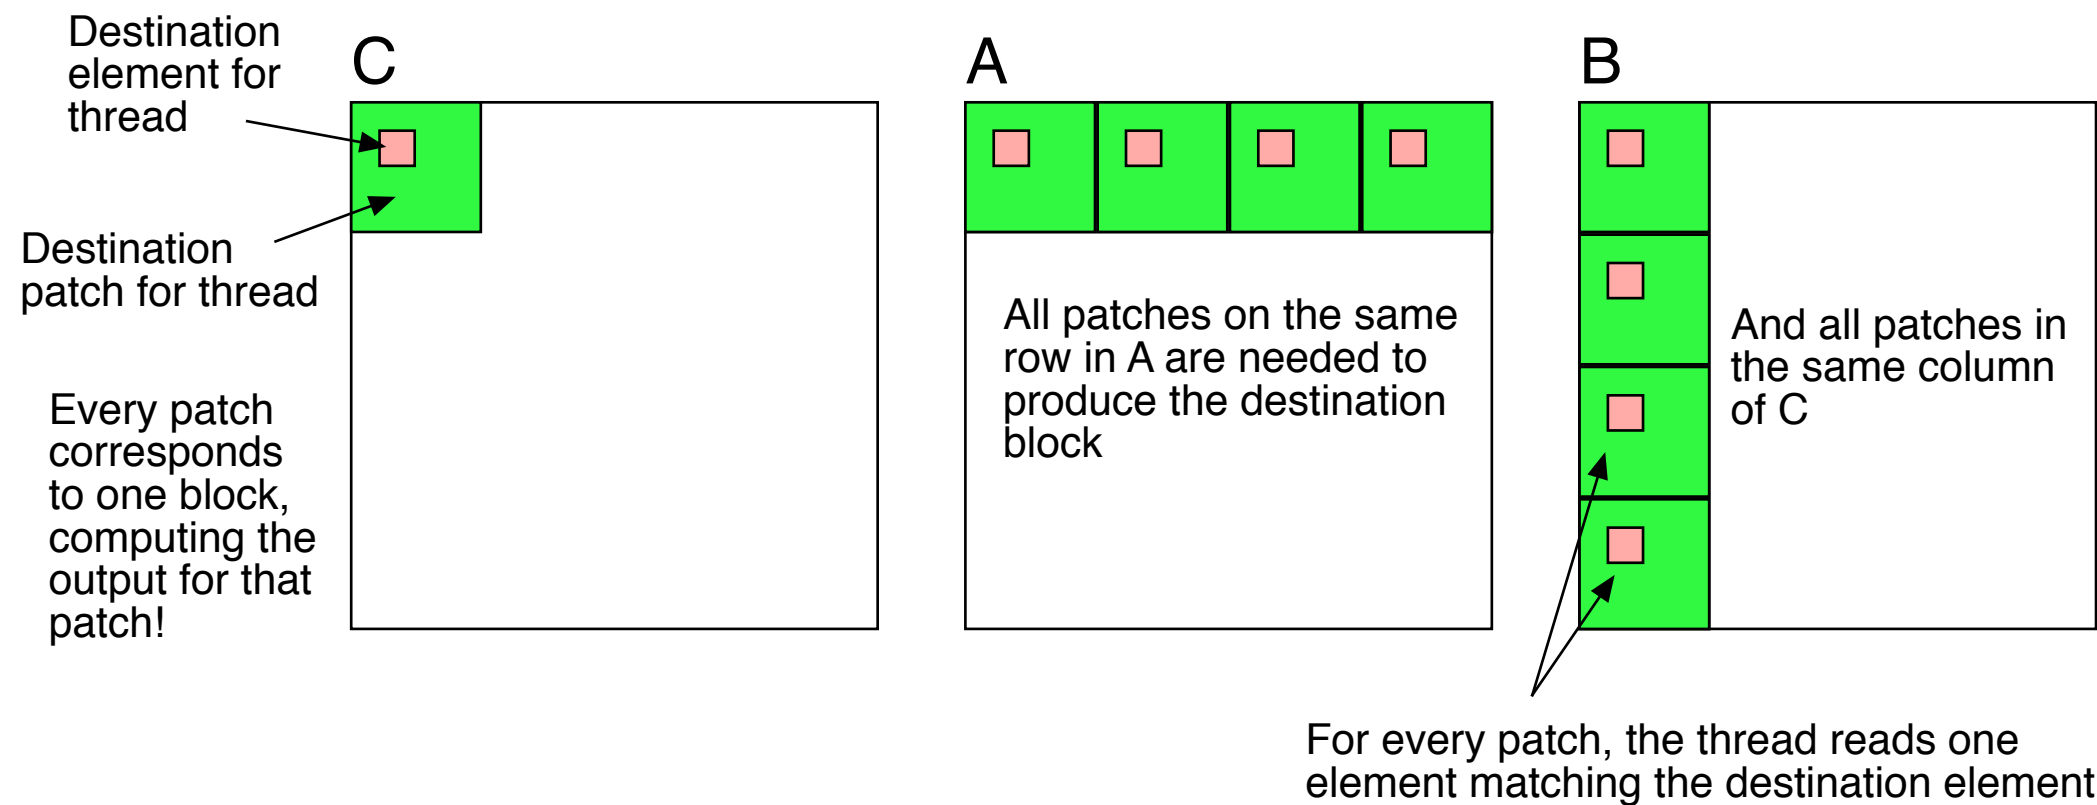 Destination
element for
thread
C
A
B
Destination
patch for thread
Every patch
corresponds
to one block,
computing the
output for that
patch!
All patches on the same
row in A are needed to
produce the destination
block
And all patches in
the same column
of C
For every patch, the thread reads one
element matching the destination element